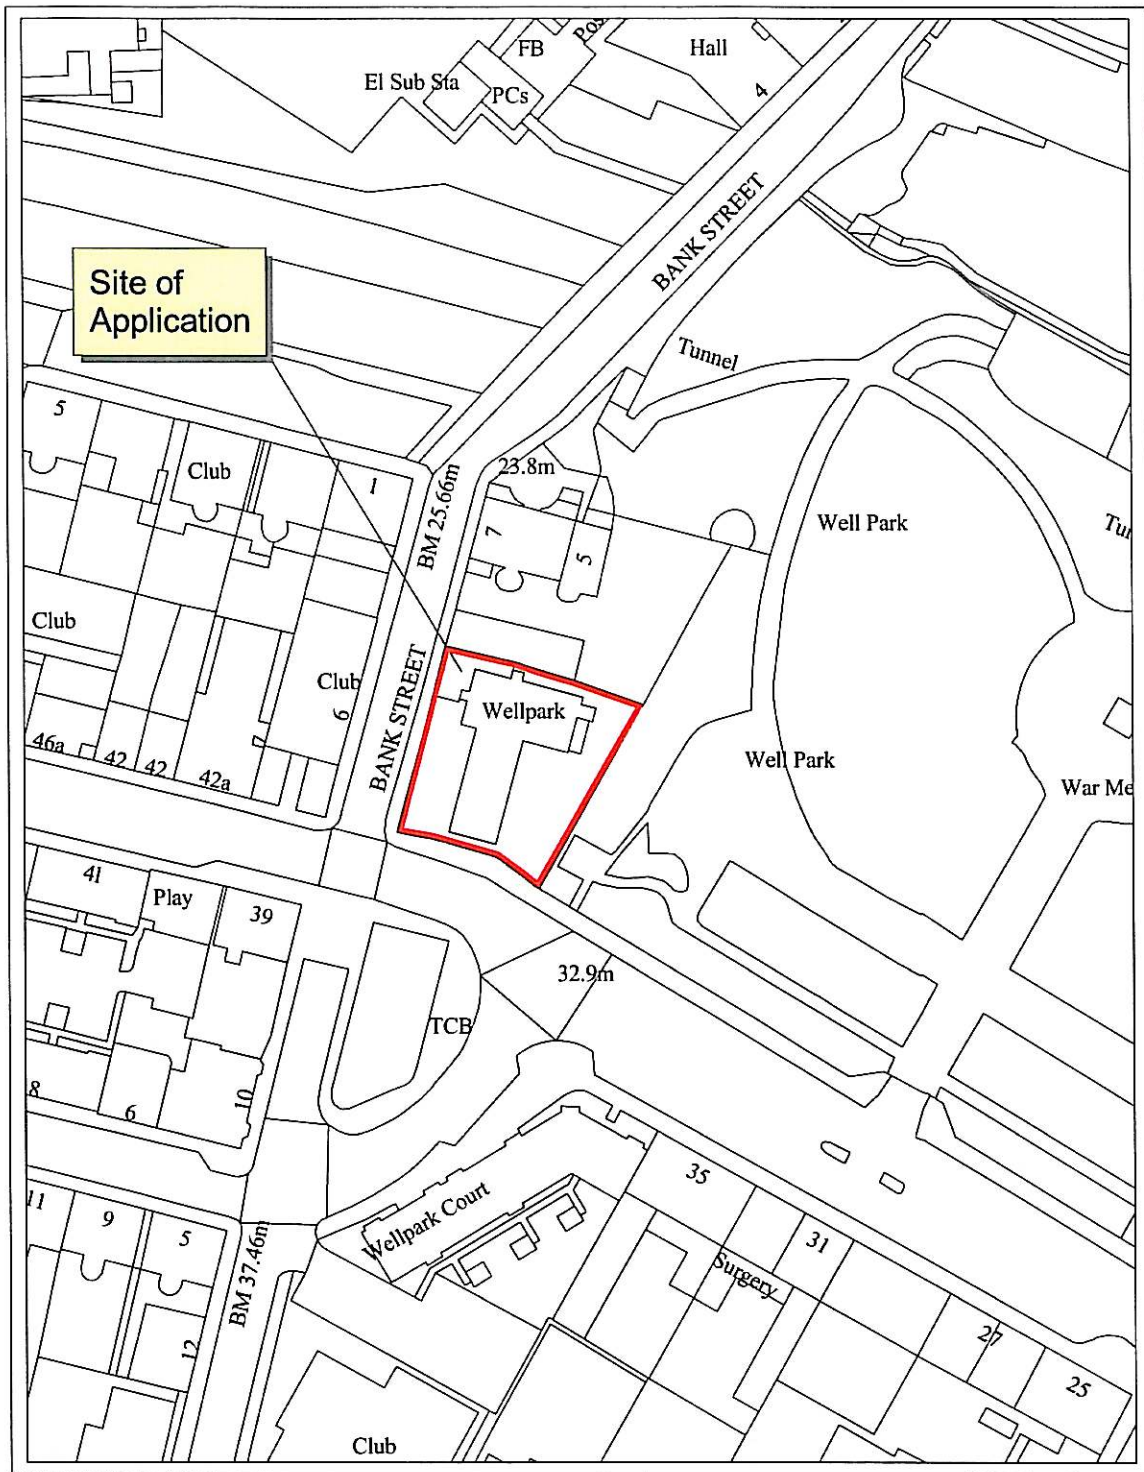 FB
Pos
Hall
El Sub Sta
PCs
4
BANK STREET
Site of
Application
Tunnel
5
Club
1
BM 25.66m
23.8m
7
5
Well Park
Tun
Club
Club
6
BANK STREET
Wellpark
46a
42
42
42a
Well Park
War Me
41
Play
39
32.9m
TCB
8
6
10
35
Wellpark Court
31
Surgery
11
9
5
BM 37.46m
12
27
25
Club